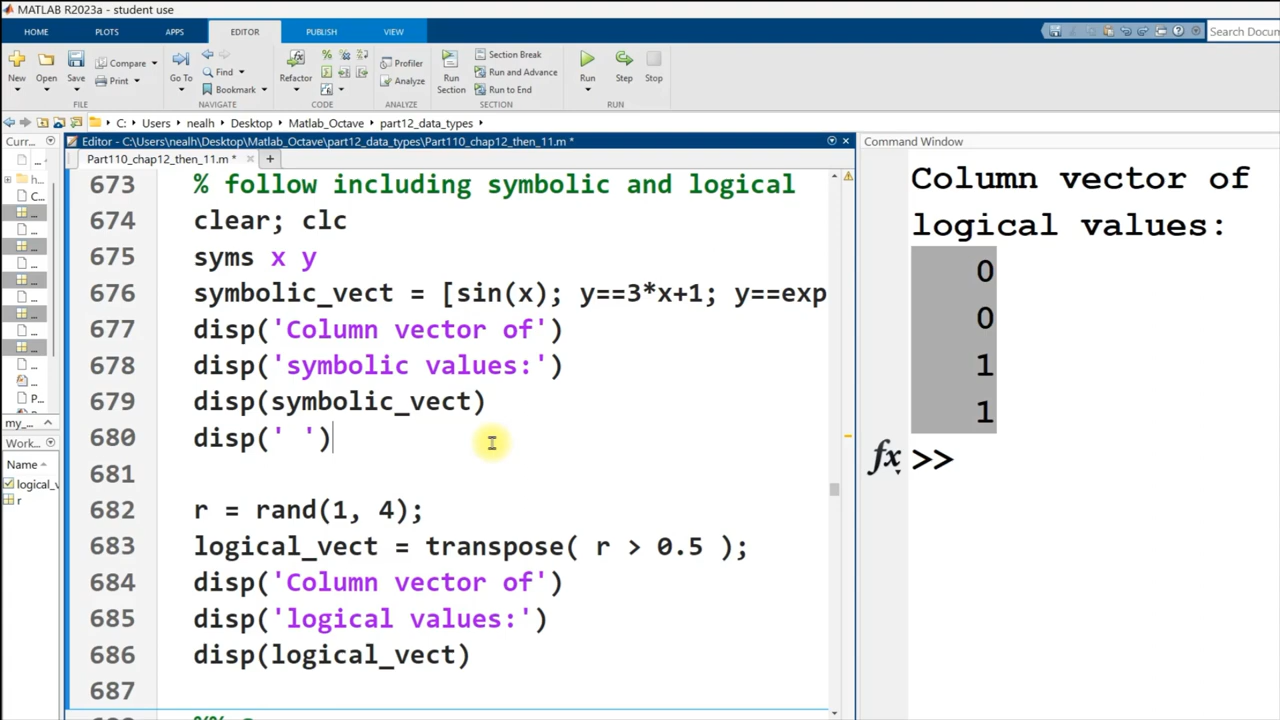 MATLAB R2023a - student use
HOME PLOTS APPS EDITOR PUBLISH VIEW
Search Docum
New Open Save Compare Print Go To Find Bookmark Refactor Profiler Analyze Run Section Section Break Run and Advance Run to End Run Step Stop
FILE NAVIGATE CODE ANALYZE SECTION RUN
C: Users nealh Desktop Matlab_Octave part12_data_types
Curr...
Editor - C:\Users\nealh\Desktop\Matlab_Octave\part12_data_types\Part110_chap12_then_11.m *
Part110_chap12_then_11.m * × +
673 % follow including symbolic and logical
674 clear; clc
675 syms x y
676 symbolic_vect = [sin(x); y==3*x+1; y==exp
677 disp('Column vector of')
678 disp('symbolic values:')
679 disp(symbolic_vect)
680 disp(' ')
681
682 r = rand(1, 4);
683 logical_vect = transpose( r > 0.5 );
684 disp('Column vector of')
685 disp('logical values:')
686 disp(logical_vect)
687
my_...
Work...
Name
logical_v
r
Command Window
Column vector of
logical values:
0
0
1
1
fx >>